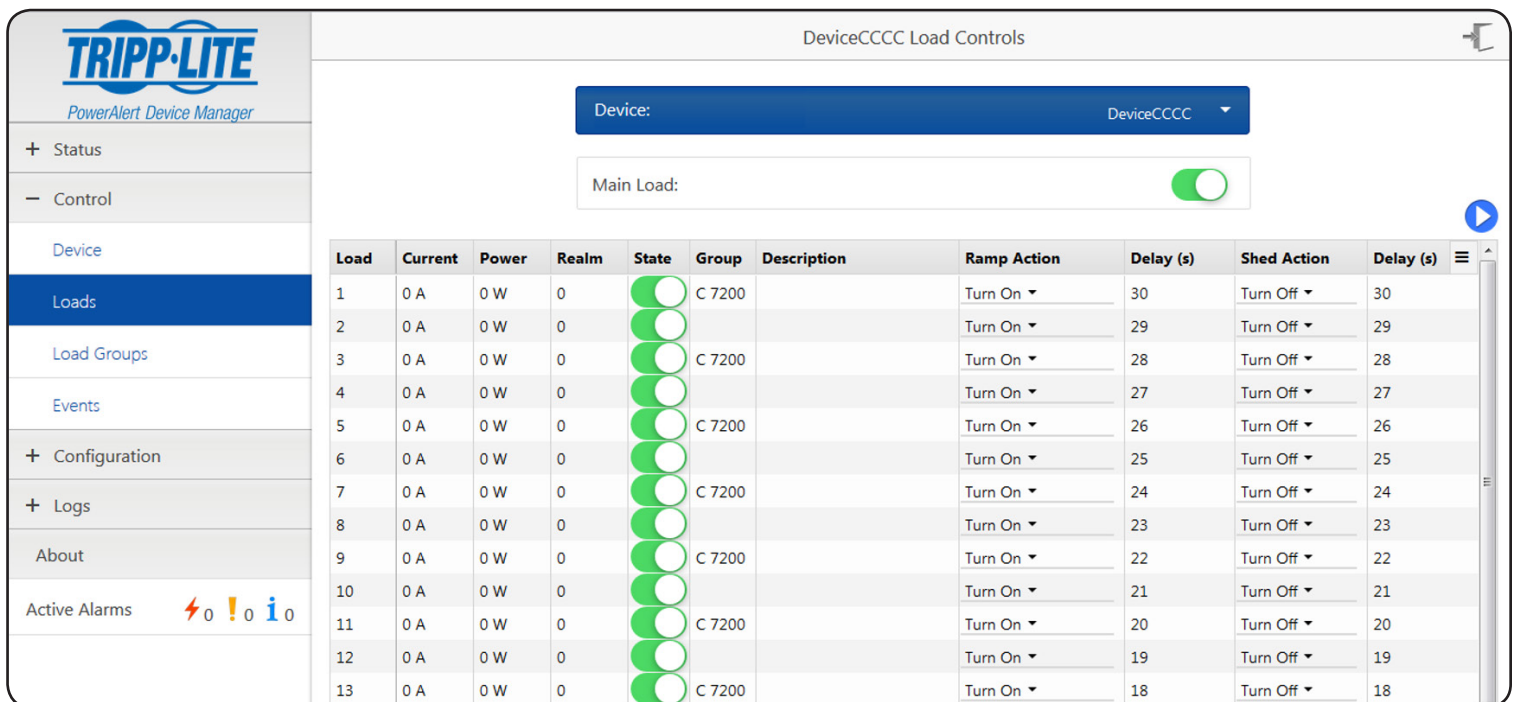 TRIPP·LITE
PowerAlert Device Manager
+ Status
− Control
Device
Loads
Load Groups
Events
+ Configuration
+ Logs
About
Active Alarms 0 0 0
DeviceCCCC Load Controls
Device: DeviceCCCC
Main Load:
Load Current Power Realm State Group Description Ramp Action Delay (s) Shed Action Delay (s)
1 0 A 0 W 0 C 7200 Turn On 30 Turn Off 30
2 0 A 0 W 0 Turn On 29 Turn Off 29
3 0 A 0 W 0 C 7200 Turn On 28 Turn Off 28
4 0 A 0 W 0 Turn On 27 Turn Off 27
5 0 A 0 W 0 C 7200 Turn On 26 Turn Off 26
6 0 A 0 W 0 Turn On 25 Turn Off 25
7 0 A 0 W 0 C 7200 Turn On 24 Turn Off 24
8 0 A 0 W 0 Turn On 23 Turn Off 23
9 0 A 0 W 0 C 7200 Turn On 22 Turn Off 22
10 0 A 0 W 0 Turn On 21 Turn Off 21
11 0 A 0 W 0 C 7200 Turn On 20 Turn Off 20
12 0 A 0 W 0 Turn On 19 Turn Off 19
13 0 A 0 W 0 C 7200 Turn On 18 Turn Off 18